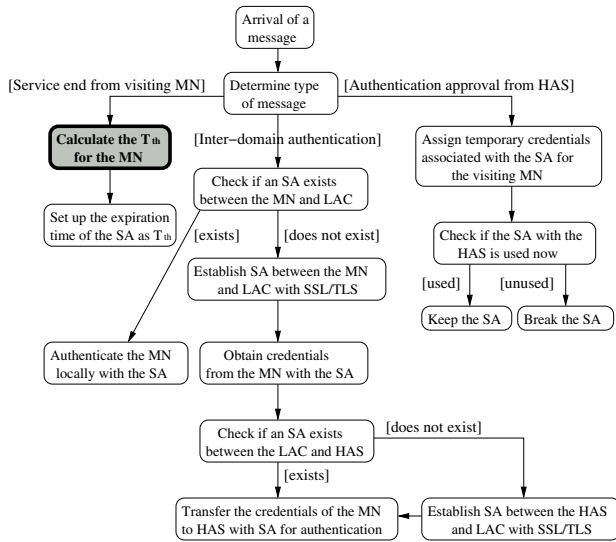 Arrival of a
message
[Service end from visiting MN]
Determine type
of message
[Authentication approval from HAS]
Calculate the Tth
for the MN
[Inter-domain authentication]
Assign temporary credentials
associated with the SA for
the visiting MN
Set up the expiration
time of the SA as Tth
Check if an SA exists
between the MN and LAC
Check if the SA with the
HAS is used now
[exists]
[does not exist]
[used]
[unused]
Establish SA between the MN
and LAC with SSL/TLS
Keep the SA
Break the SA
Authenticate the MN
locally with the SA
Obtain credentials
from the MN with the SA
Check if an SA exists
between the LAC and HAS
[does not exist]
[exists]
Transfer the credentials of the MN
to HAS with SA for authentication
Establish SA between the HAS
and LAC with SSL/TLS